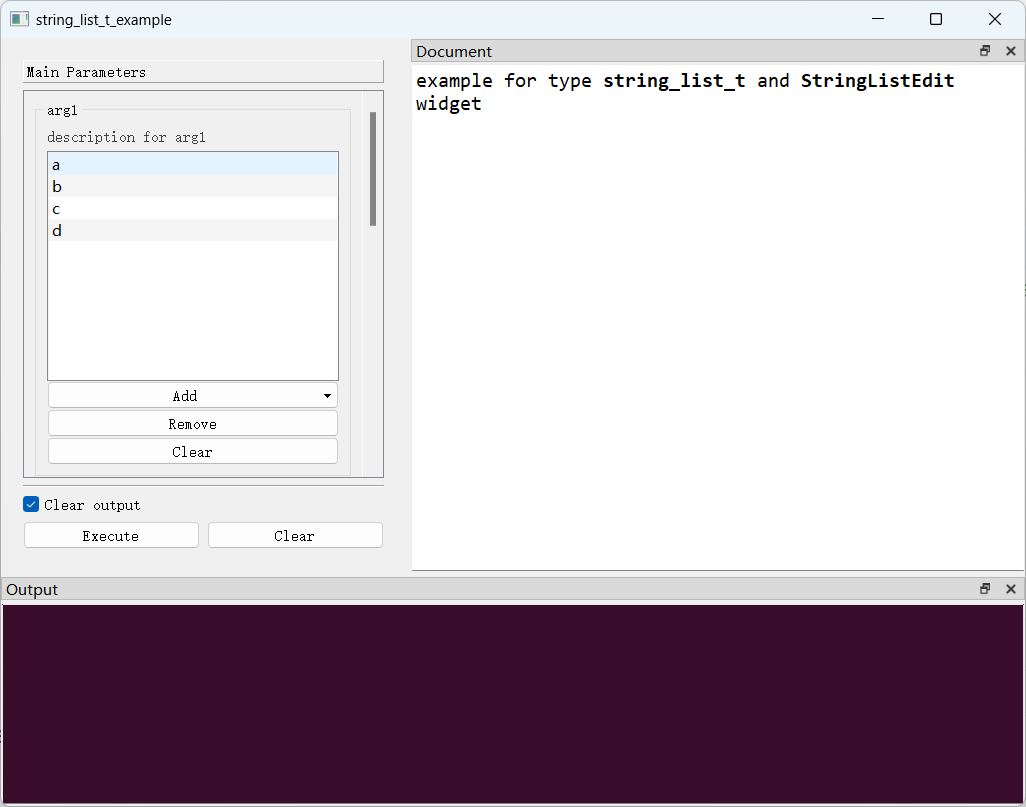 string_list_t_example
Main Parameters
arg1
description for arg1
a
b
c
d
Add
Remove
Clear
Clear output
Execute
Clear
Document
example for type string_list_t and StringListEdit
widget
Output